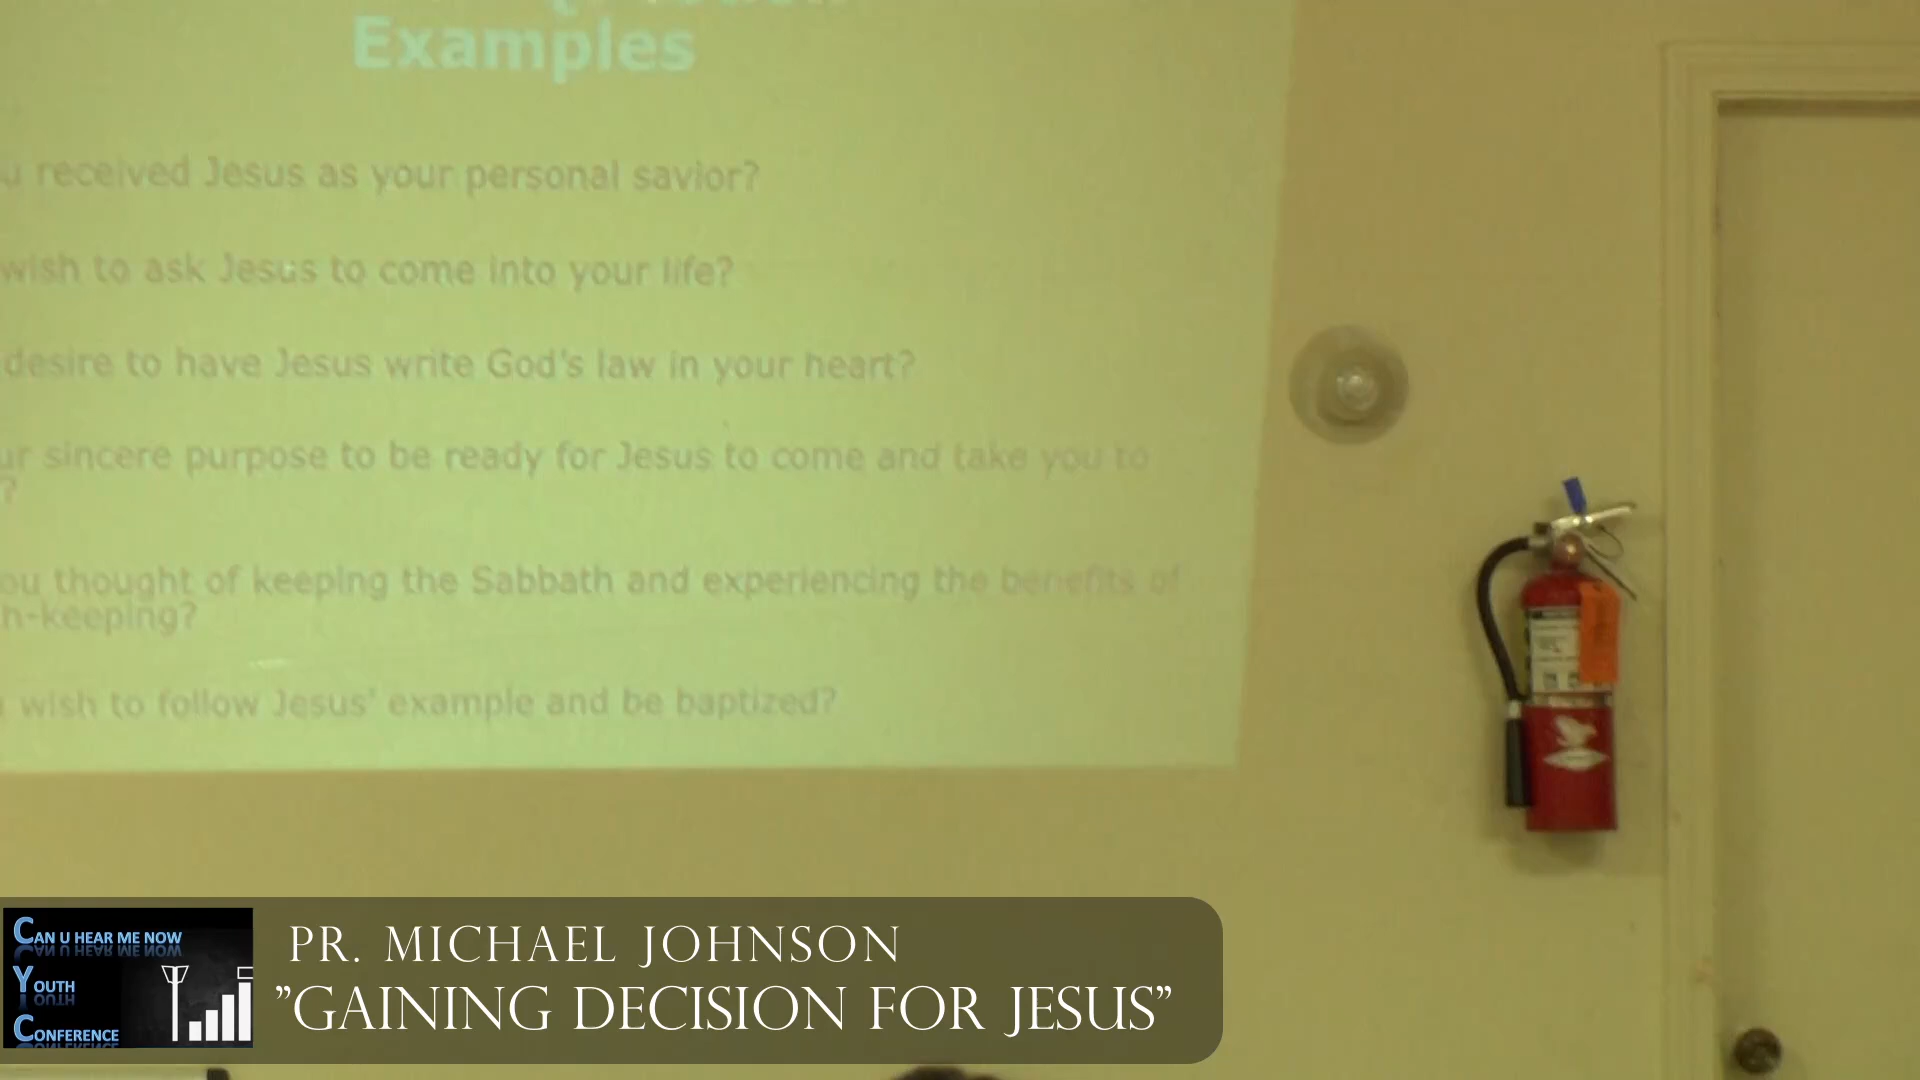 Examples
u received Jesus as your personal savior?
wish to ask Jesus to come into your life?
desire to have Jesus write God's law in your heart?
ur sincere purpose to be ready for Jesus to come and take you to
?
ou thought of keeping the Sabbath and experiencing the benefits of
h-keeping?
wish to follow Jesus' example and be baptized?
CAN U HEAR ME NOW
YOUTH
CONFERENCE
PR. MICHAEL JOHNSON
"GAINING DECISION FOR JESUS"